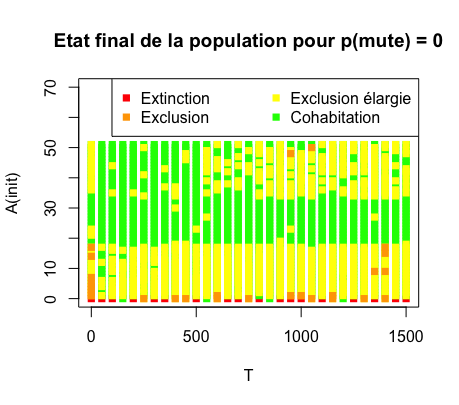 Etat final de la population pour p(mute) = 0
Extinction
Exclusion
Exclusion élargie
Cohabitation
A(init)
70
50
30
10
0
0
500
1000
1500
T